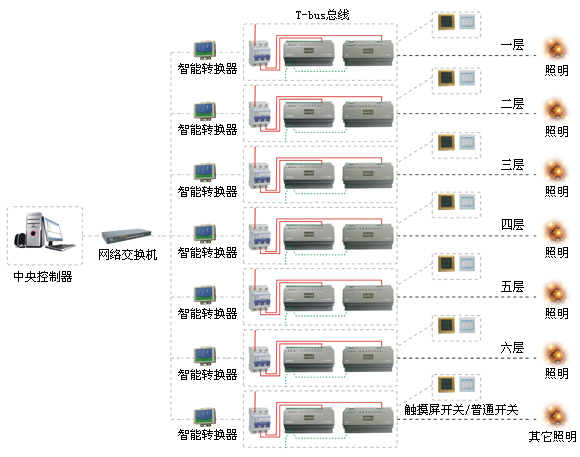 T-bus总线
一层
智能转换器
照明
二层
智能转换器
照明
三层
智能转换器
照明
四层
智能转换器
照明
网络交换机
中央控制器
五层
智能转换器
照明
六层
智能转换器
照明
触摸屏开关/普通开关
智能转换器
其它照明